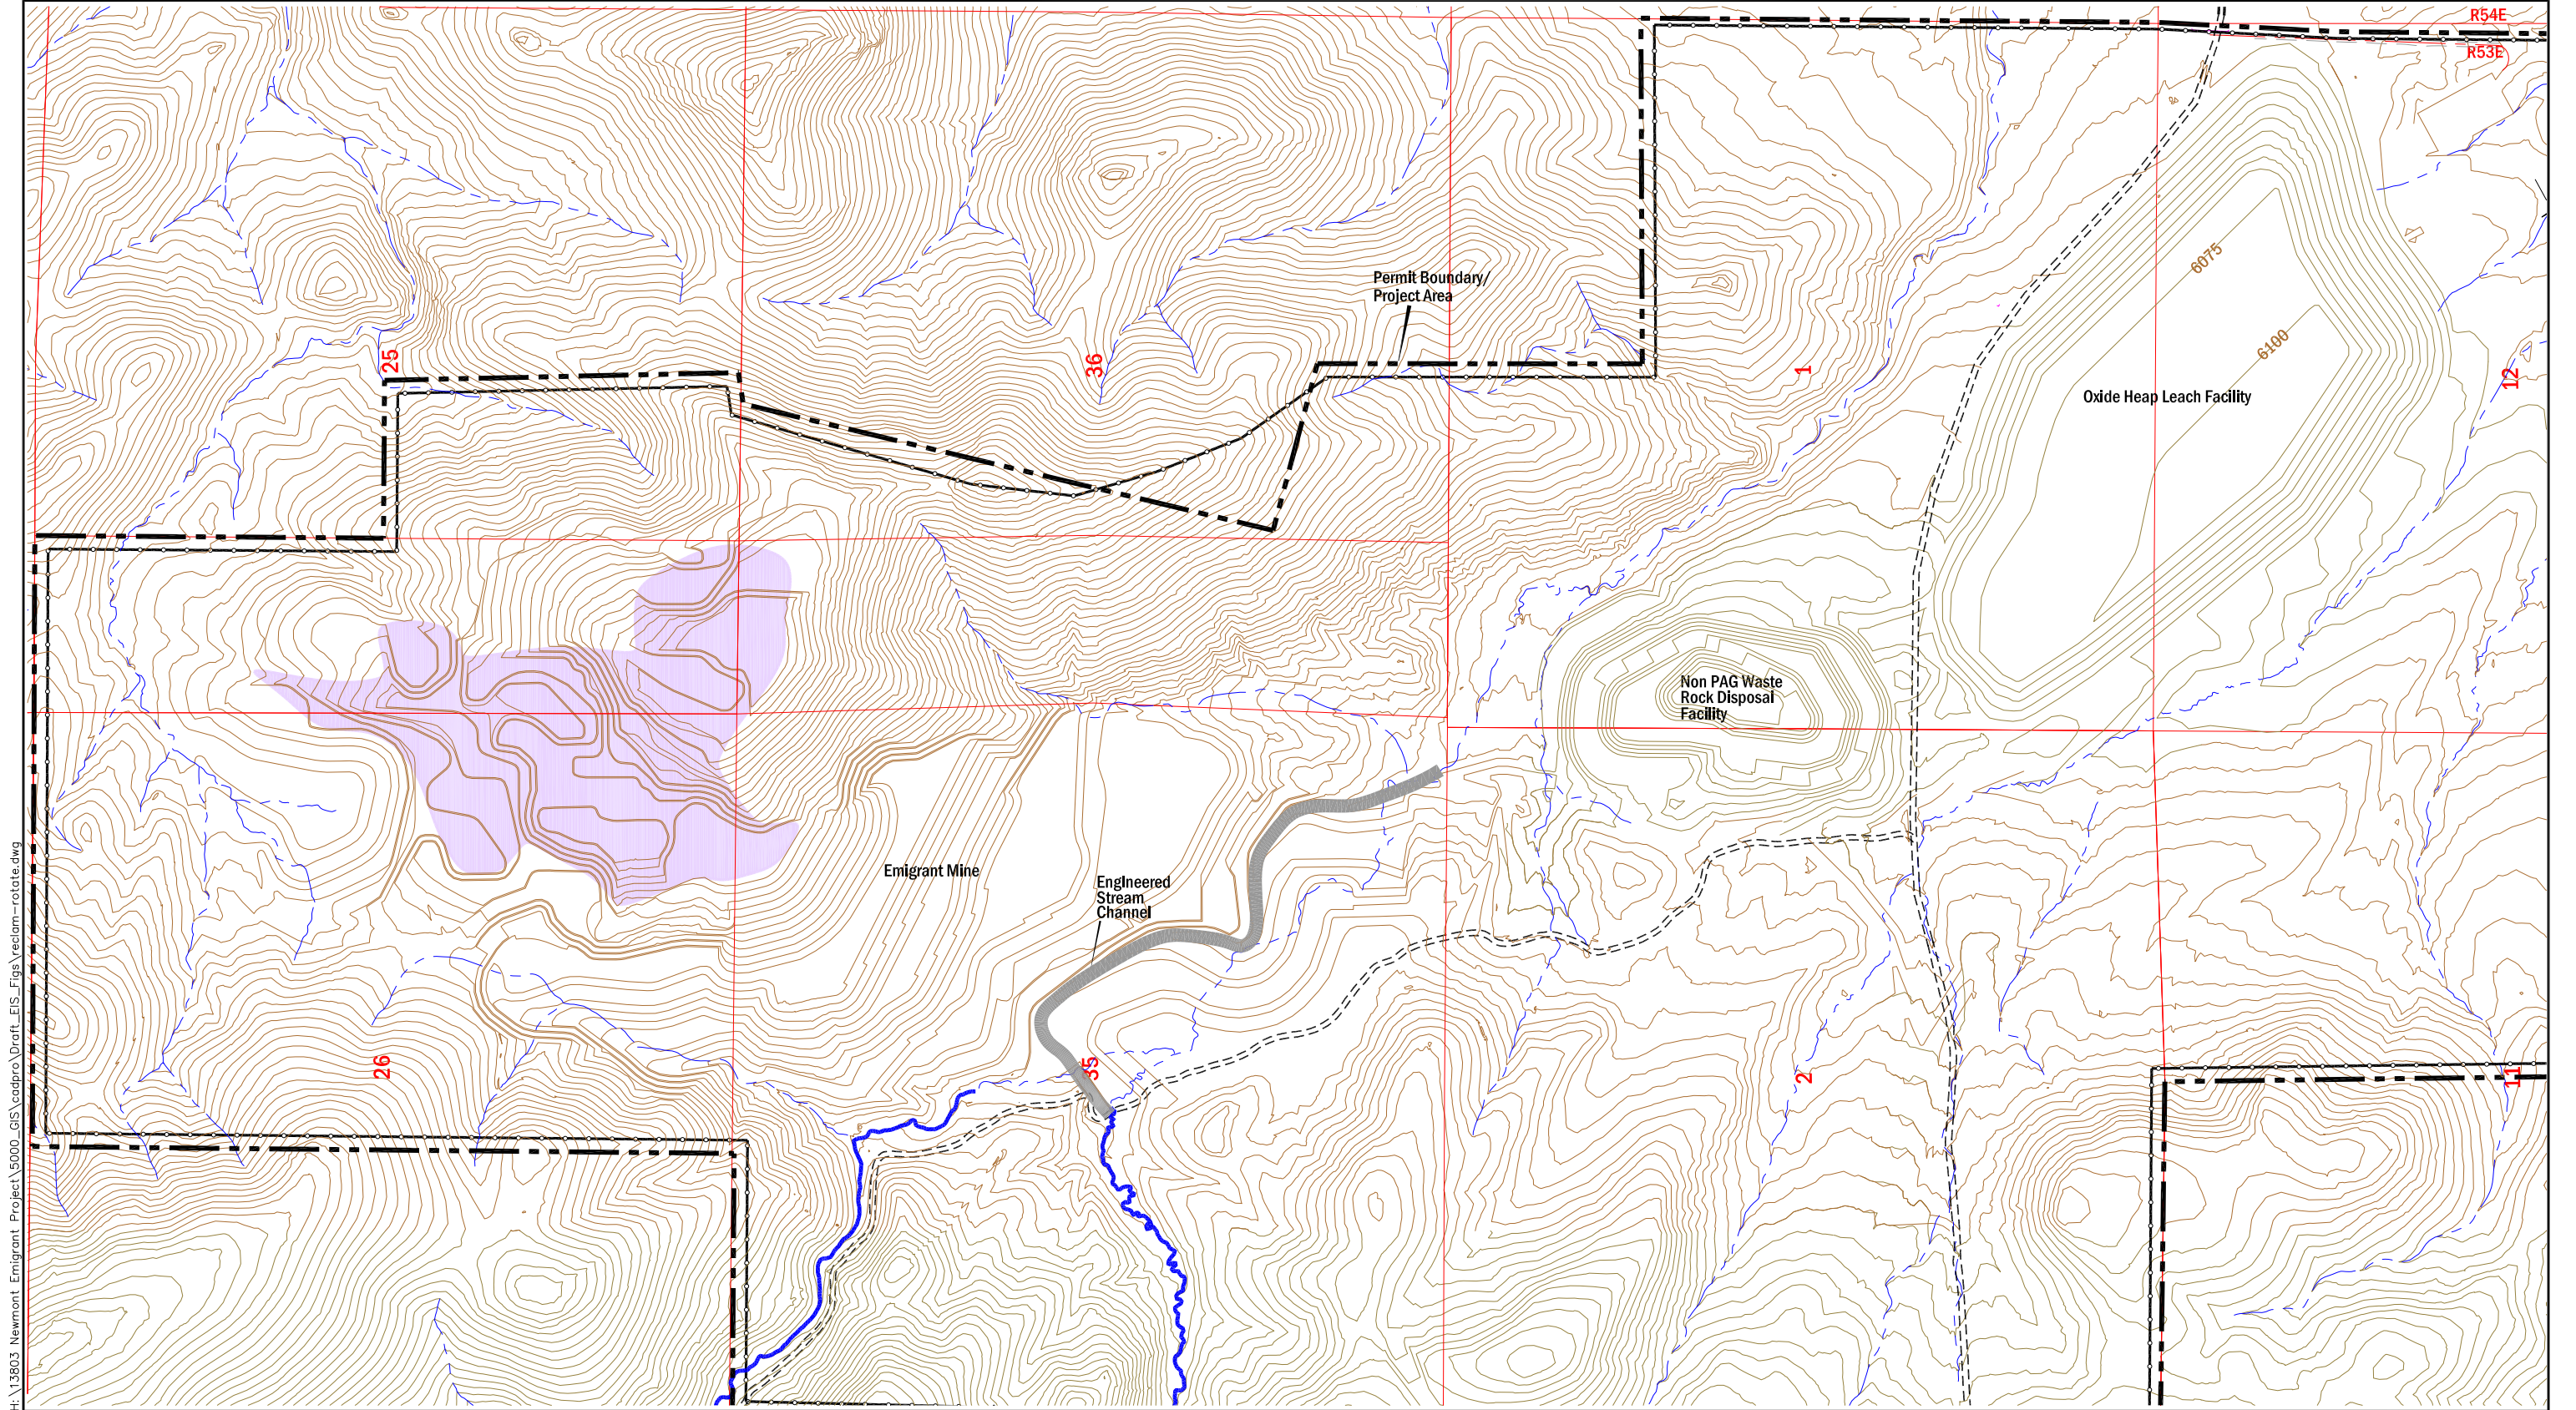 R54E
R53E
6075
Permit Boundary/
Project Area
6100
25
36
1
12
Oxide Heap Leach Facility
Non PAG Waste
Rock Disposal
Facility
Emigrant Mine
Engineered
Stream
Channel
26
35
2
11
H:\13803 Newmont Emigrant Project\5000_GIS\cadpro\Draft_EIS_Figs\reclam-rotate.dwg